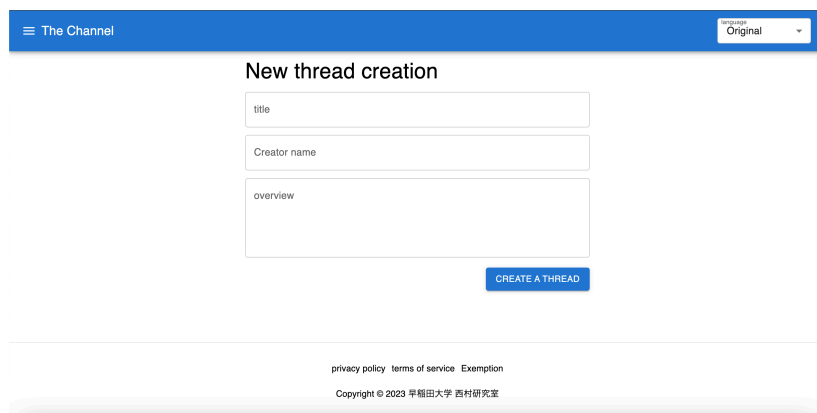 The Channel
language
Original
New thread creation
title
Creator name
overview
CREATE A THREAD
privacy policy terms of service Exemption
Copyright © 2023 早稲田大学 西村研究室